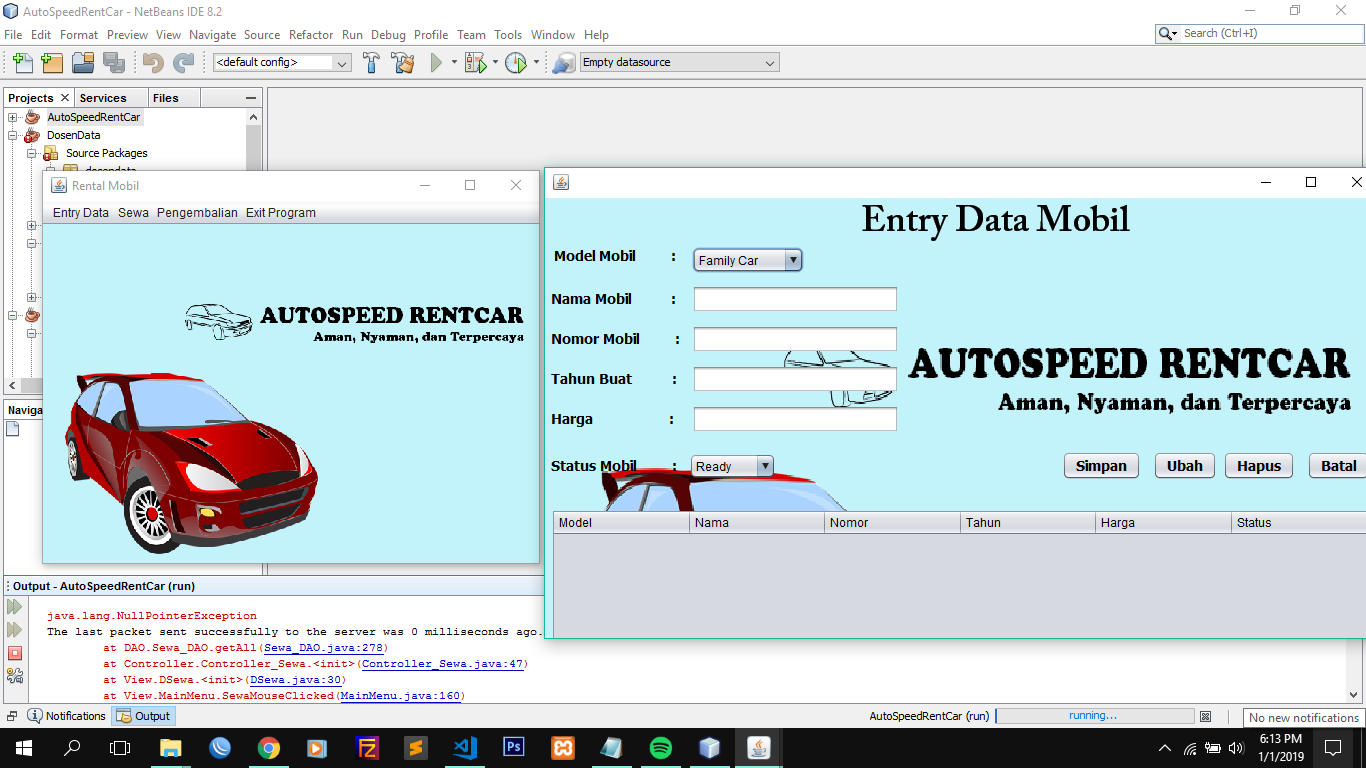 AutoSpeedRentCar - NetBeans IDE 8.2
File Edit Format Preview View Navigate Source Refactor Run Debug Profile Team Tools Window Help
Search (Ctrl+I)
<default config>
Empty datasource
Projects Services Files
AutoSpeedRentCar
DosenData
Source Packages
dosendata
Rental Mobil
Entry Data Sewa Pengembalian Exit Program
AUTOSPEED RENTCAR
Aman, Nyaman, dan Terpercaya
Naviga
Entry Data Mobil
Model Mobil : Family Car
Nama Mobil :
Nomor Mobil :
Tahun Buat :
Harga :
Status Mobil : Ready
AUTOSPEED RENTCAR
Aman, Nyaman, dan Terpercaya
Simpan Ubah Hapus Batal
Model Nama Nomor Tahun Harga Status
Output - AutoSpeedRentCar (run)
java.lang.NullPointerException
The last packet sent successfully to the server was 0 milliseconds ago.
at DAO.Sewa_DAO.getAll(Sewa_DAO.java:278)
at Controller.Controller_Sewa.<init>(Controller_Sewa.java:47)
at View.DSewa.<init>(DSewa.java:30)
at View.MainMenu.SewaMouseClicked(MainMenu.java:160)
Notifications Output
AutoSpeedRentCar (run) running...
No new notifications
Ps
6:13 PM
1/1/2019